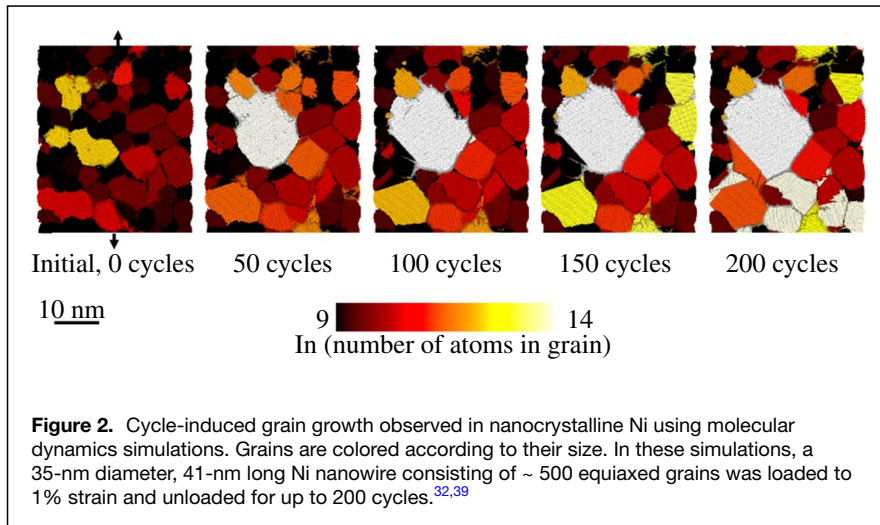 Initial, 0 cycles
50 cycles
100 cycles
150 cycles
200 cycles
10 nm
9
14
In (number of atoms in grain)
Figure 2. Cycle-induced grain growth observed in nanocrystalline Ni using molecular
dynamics simulations. Grains are colored according to their size. In these simulations, a
35-nm diameter, 41-nm long Ni nanowire consisting of ~ 500 equiaxed grains was loaded to
1% strain and unloaded for up to 200 cycles.32,39